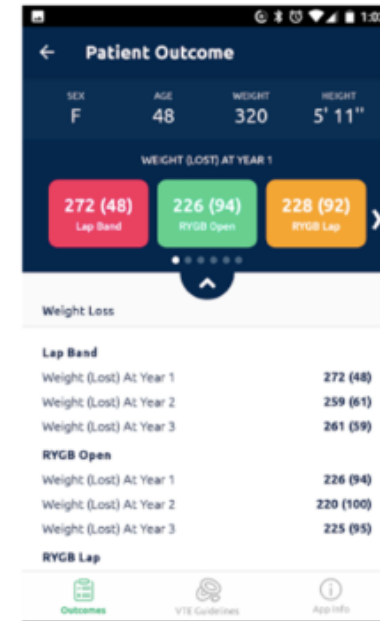 Patient Outcome
SEX AGE WEIGHT HEIGHT
F 48 320 5' 11"
WEIGHT (LOST) AT YEAR 1
272 (48) 226 (94) 228 (92)
Lap Band RYGB Open RYGB Lap
Weight Loss
Lap Band
Weight (Lost) At Year 1 272 (48)
Weight (Lost) At Year 2 259 (61)
Weight (Lost) At Year 3 261 (59)
RYGB Open
Weight (Lost) At Year 1 226 (94)
Weight (Lost) At Year 2 220 (100)
Weight (Lost) At Year 3 225 (95)
RYGB Lap
Outcomes VTE Guidelines App Info